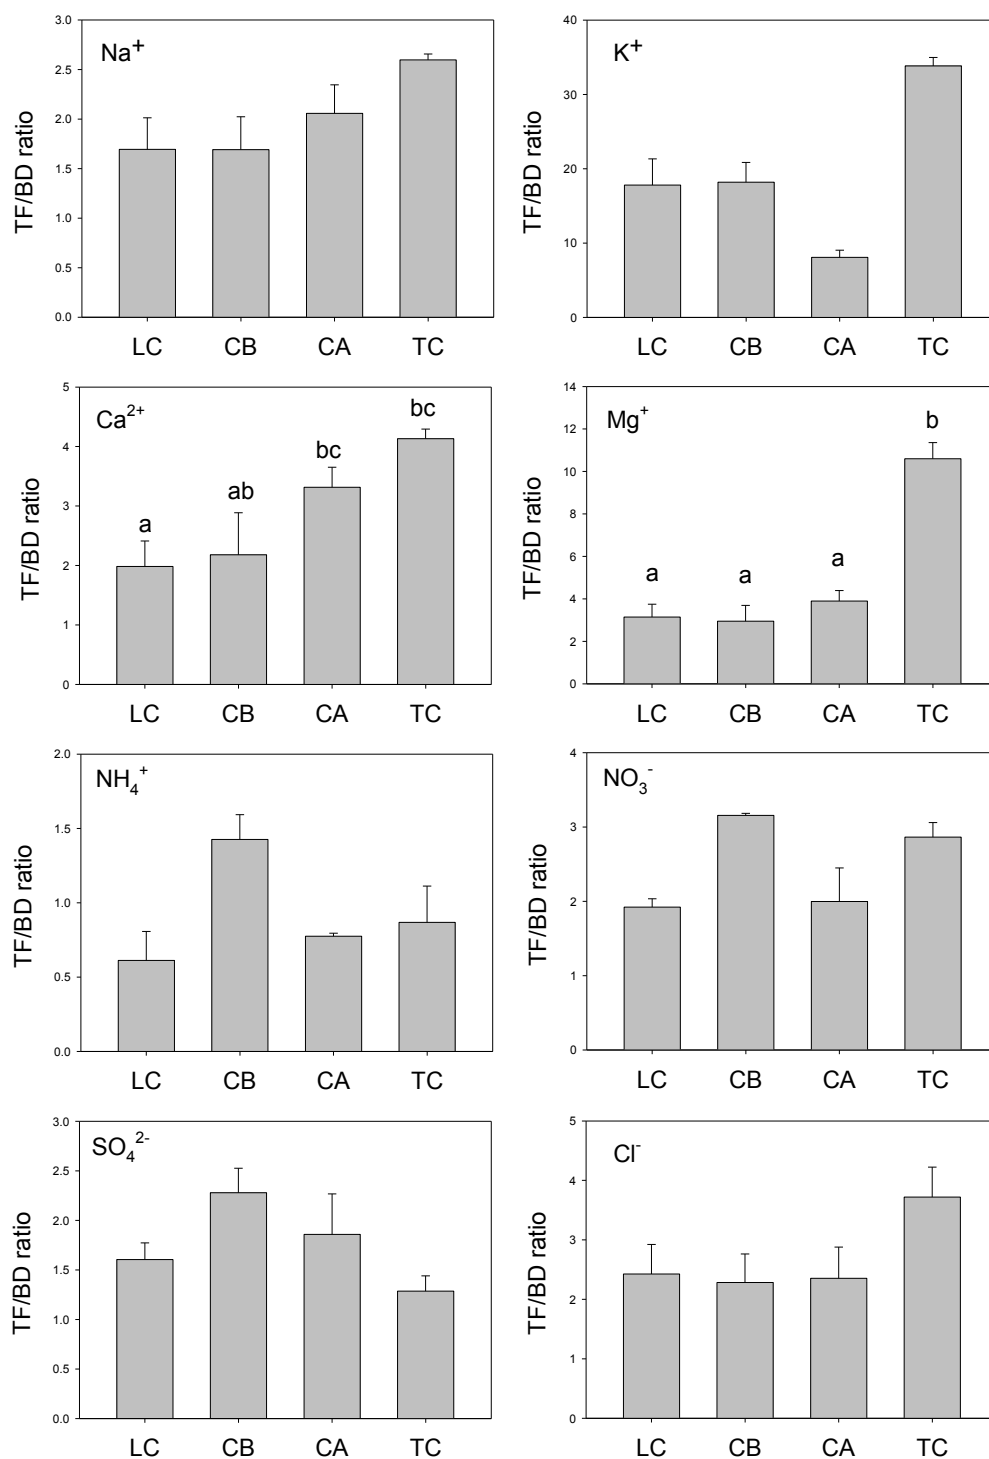 Na⁺
TF/BD ratio
3.0
2.5
2.0
1.5
1.0
0.5
0.0
LC CB CA TC
K⁺
TF/BD ratio
40
30
20
10
0
LC CB CA TC
Ca²⁺
TF/BD ratio
5
4
3
2
1
0
a ab bc bc
LC CB CA TC
Mg⁺
TF/BD ratio
14
12
10
8
6
4
2
0
a a a b
LC CB CA TC
NH₄⁺
TF/BD ratio
2.0
1.5
1.0
0.5
0.0
LC CB CA TC
NO₃⁻
TF/BD ratio
4
3
2
1
0
LC CB CA TC
SO₄²⁻
TF/BD ratio
3.0
2.5
2.0
1.5
1.0
0.5
0.0
LC CB CA TC
Cl⁻
TF/BD ratio
5
4
3
2
1
0
LC CB CA TC